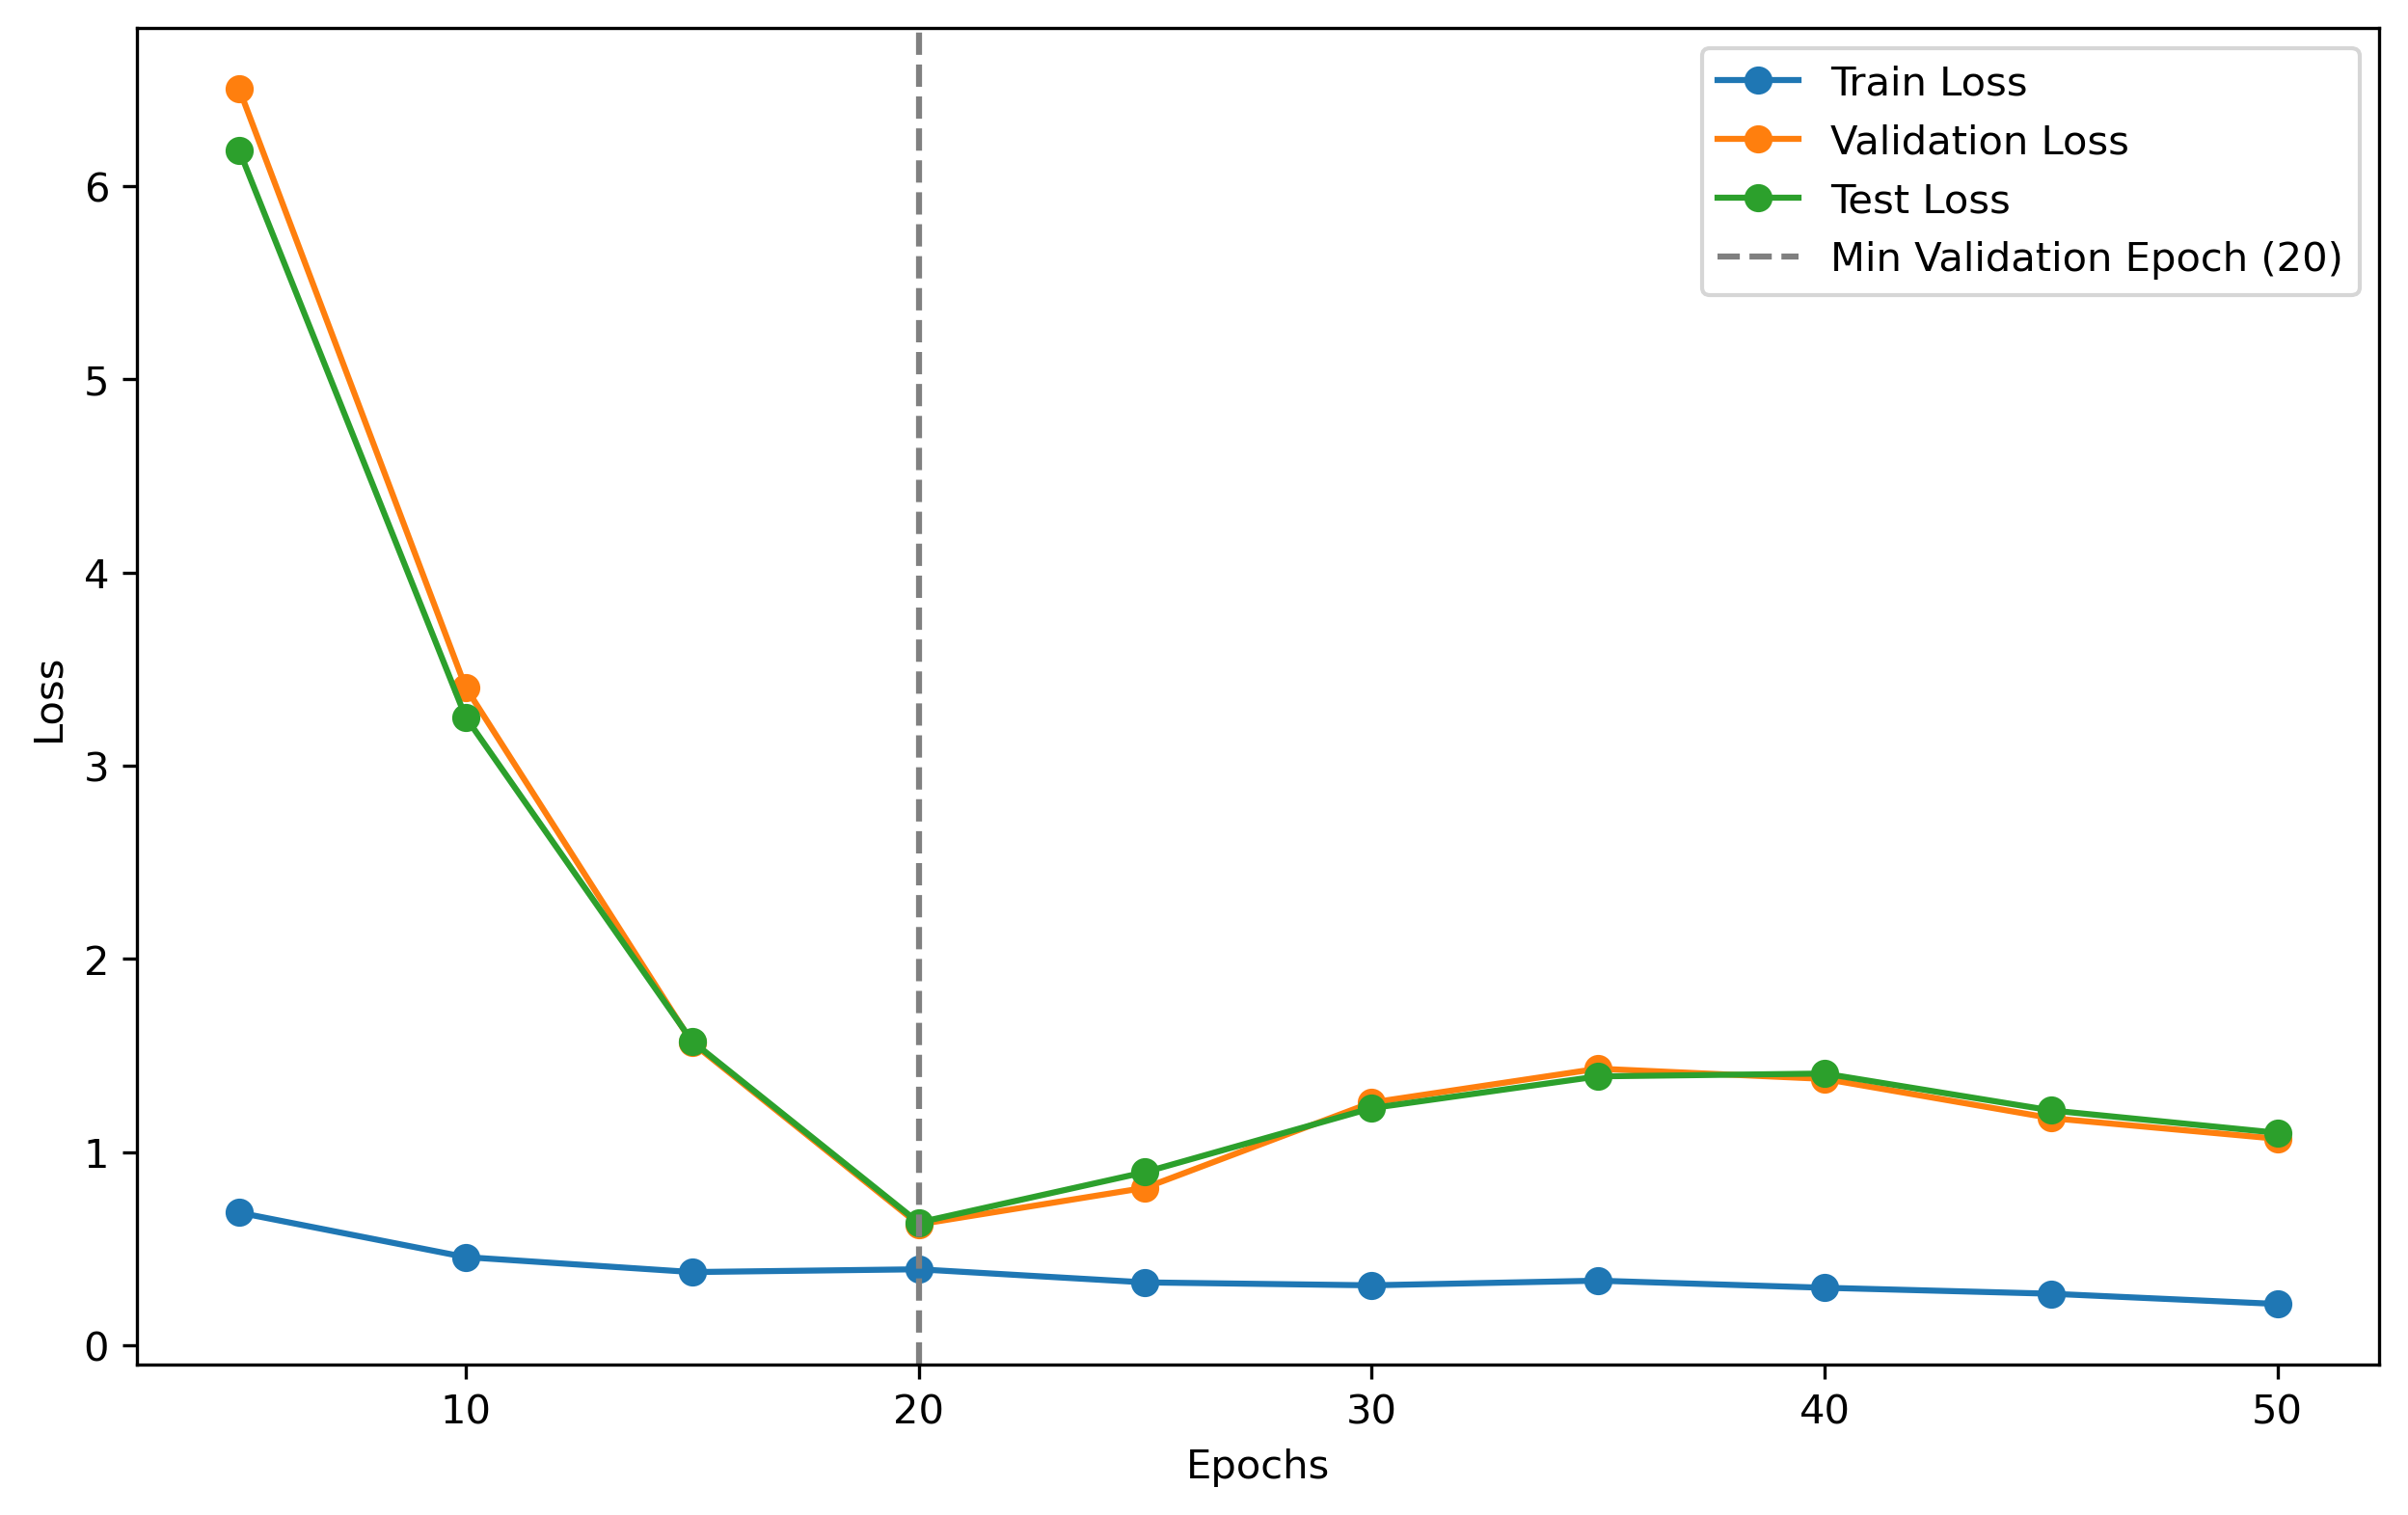 Train Loss
Validation Loss
Test Loss
Min Validation Epoch (20)
6
5
4
3
2
1
0
Loss
10 20 30 40 50
Epochs